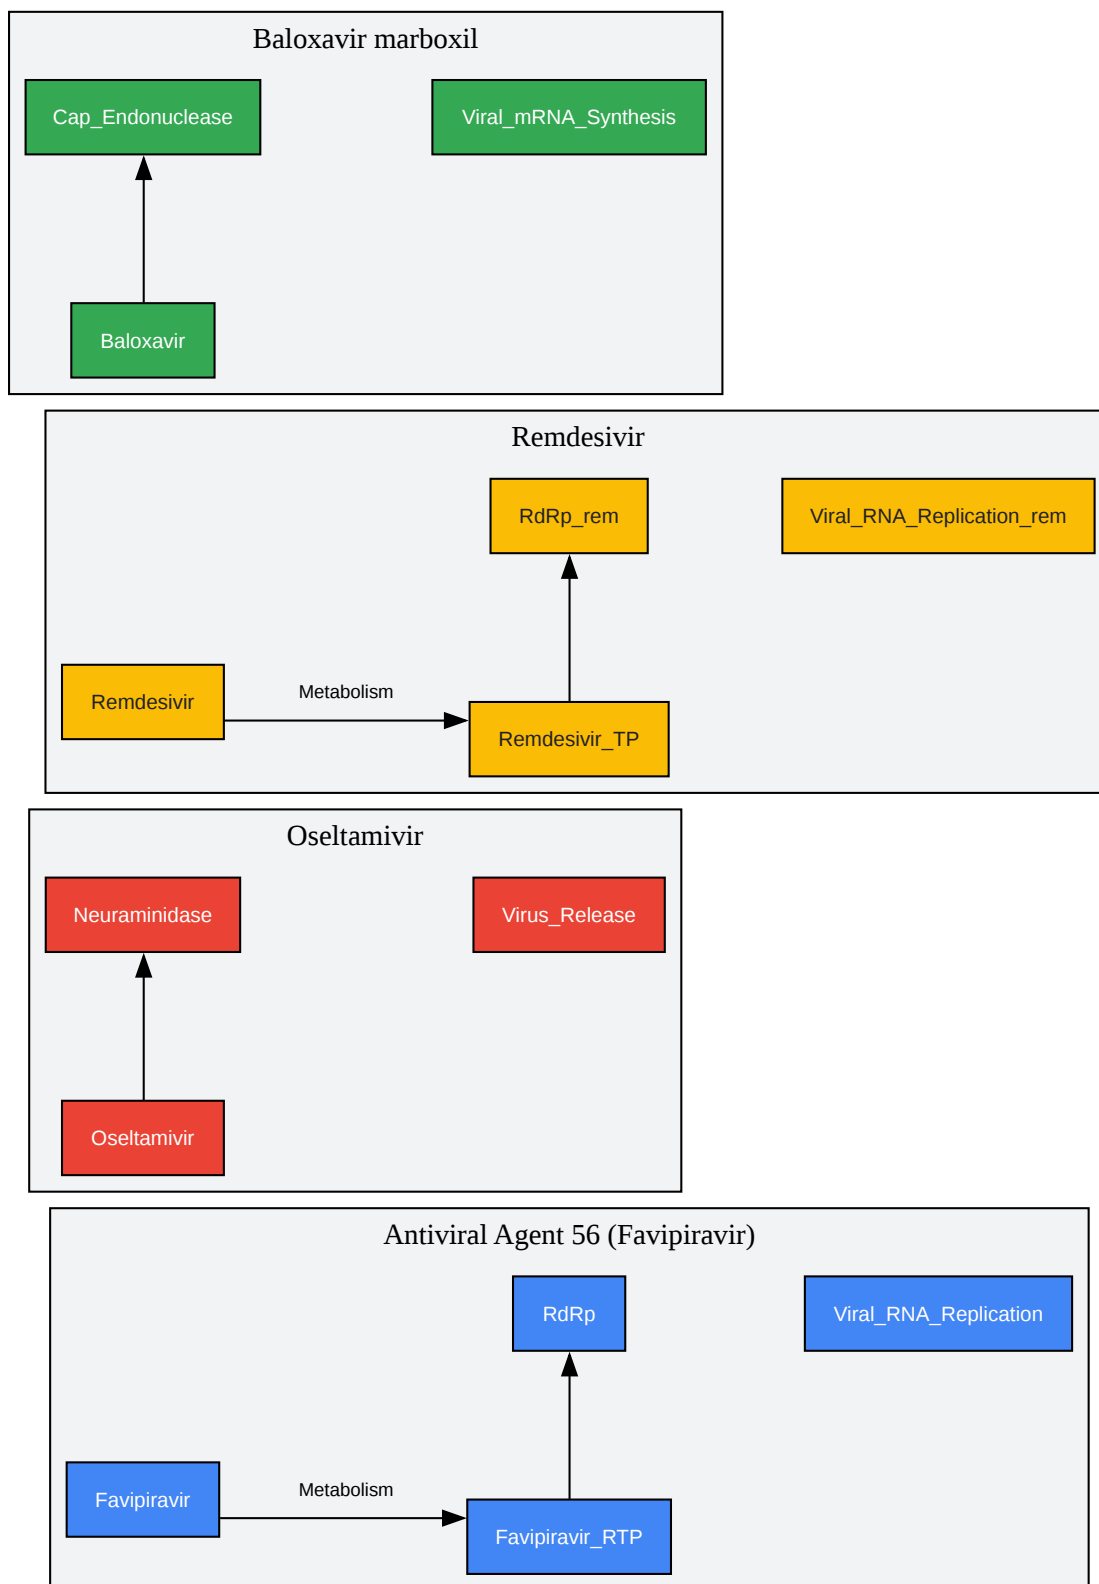 Baloxavir marboxil
Cap_Endonuclease
Viral_mRNA_Synthesis
Baloxavir
Remdesivir
RdRp_rem
Viral_RNA_Replication_rem
Remdesivir
Metabolism
Remdesivir_TP
Oseltamivir
Neuraminidase
Virus_Release
Oseltamivir
Antiviral Agent 56 (Favipiravir)
RdRp
Viral_RNA_Replication
Favipiravir
Metabolism
Favipiravir_RTP